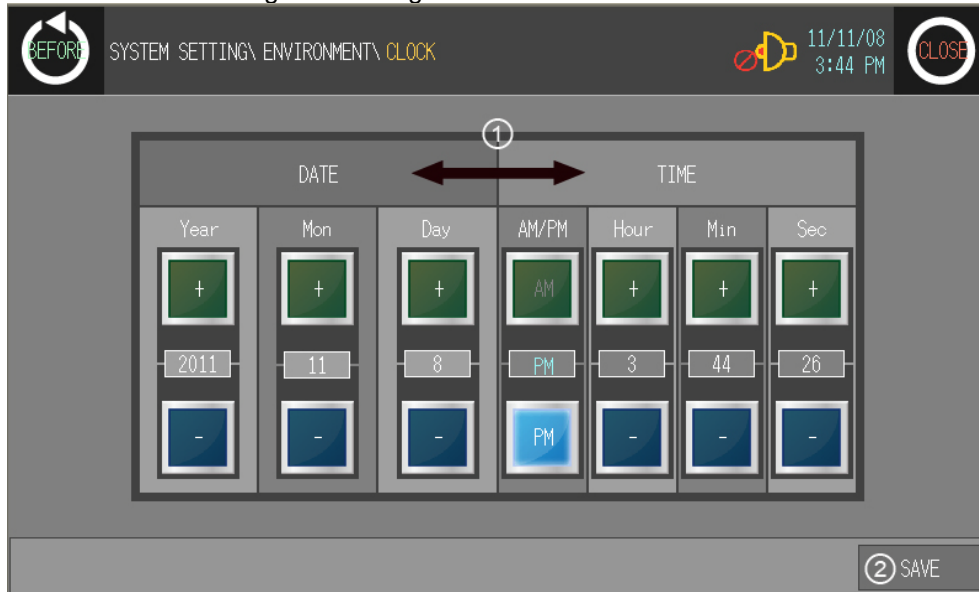 BEFORE
SYSTEM SETTING\ ENVIRONMENT\ CLOCK
11/11/08
3:44 PM
CLOSE
1
DATE
TIME
Year Mon Day AM/PM Hour Min Sec
+ + + AM + + +
2011 11 8 PM 3 44 26
- - - PM - - -
2 SAVE